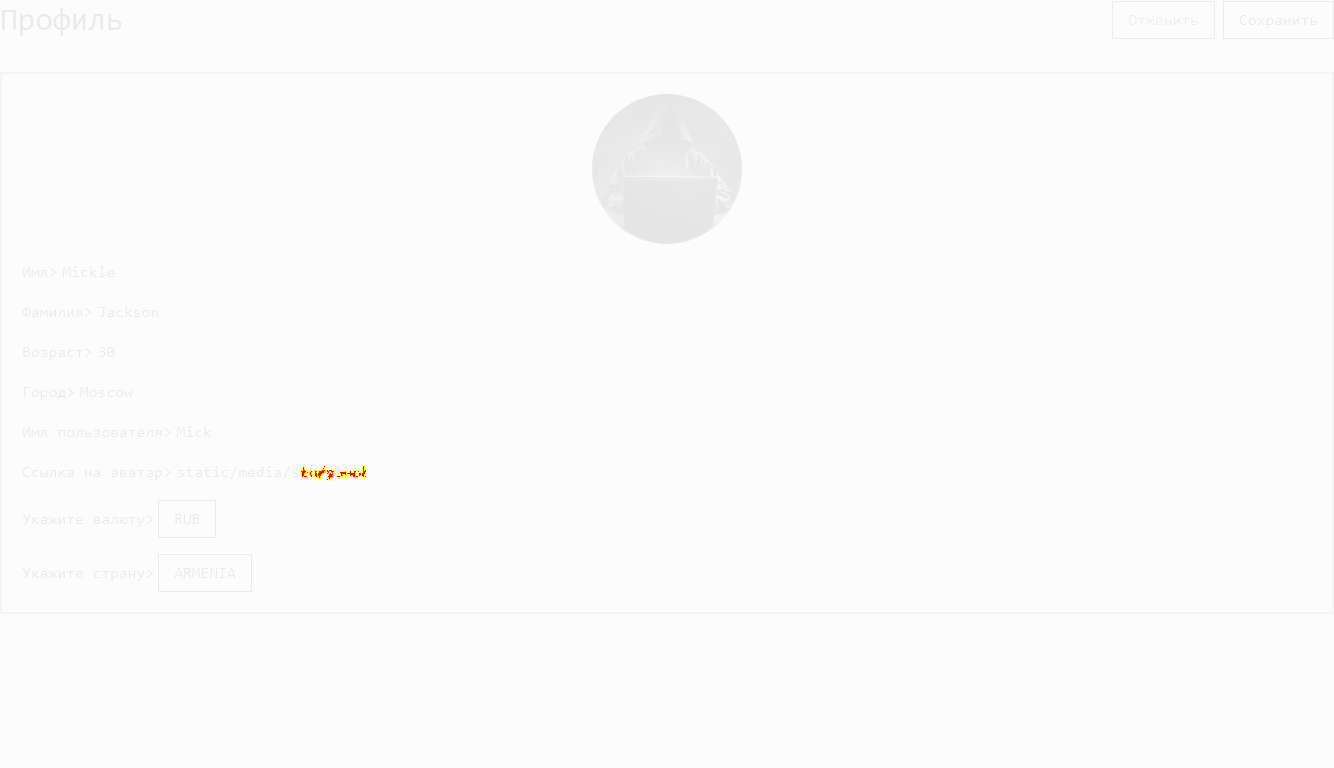 Профиль
Отменить
Сохранить
Имя> Mickle
Фамилия> Jackson
Возраст> 30
Город> Moscow
Имя пользователя> Mick
Ссылка на аватар> static/media/
Укажите валюту> RUB
Укажите страну> ARMENIA